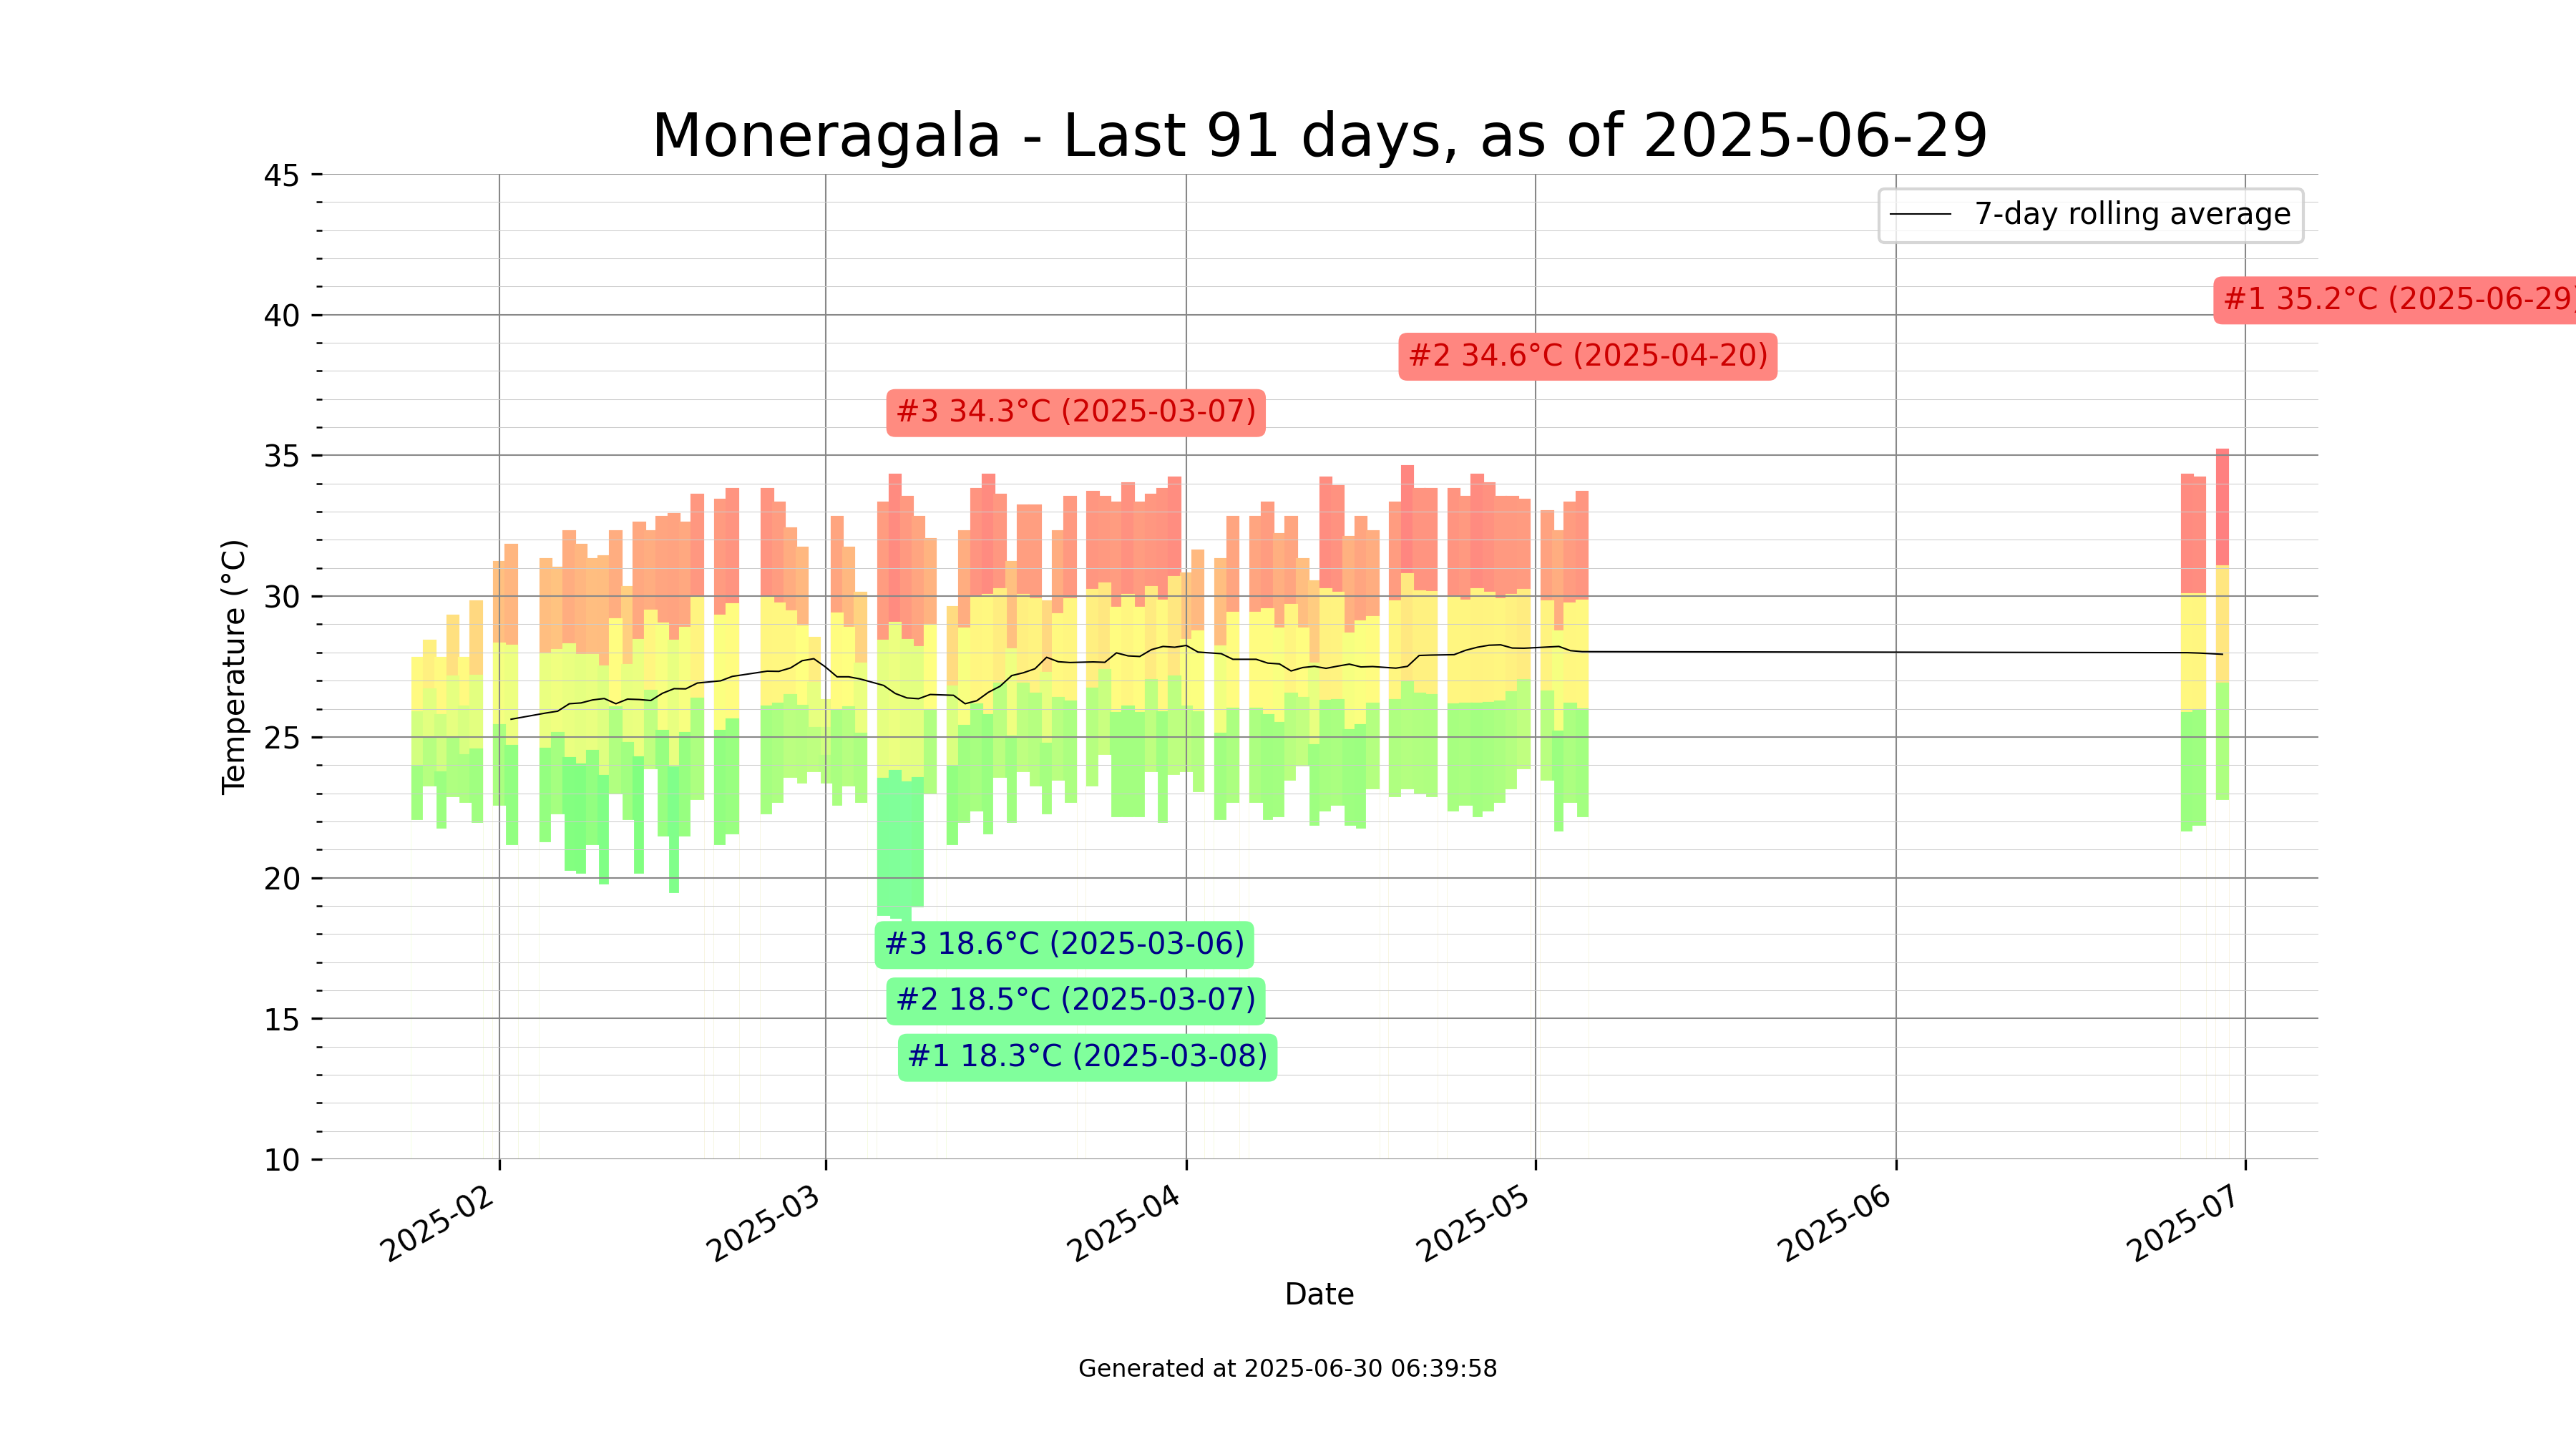 Moneragala - Last 91 days, as of 2025-06-29
45
40
35
30
25
20
15
10
Temperature (°C)
7-day rolling average
#1 35.2°C (2025-06-29)
#2 34.6°C (2025-04-20)
#3 34.3°C (2025-03-07)
#3 18.6°C (2025-03-06)
#2 18.5°C (2025-03-07)
#1 18.3°C (2025-03-08)
2025-02
2025-03
2025-04
2025-05
2025-06
2025-07
Date
Generated at 2025-06-30 06:39:58